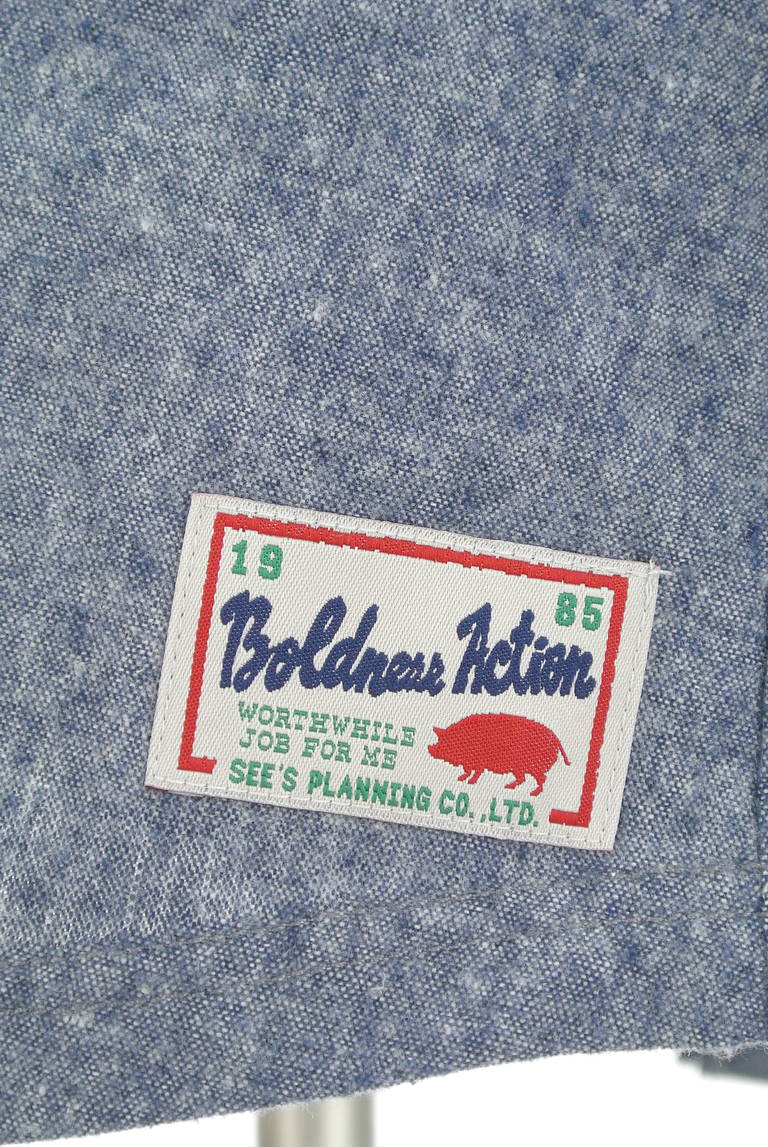 19
85
Boldness Action
WORTHWHILE
JOB FOR ME
SEE'S PLANNING CO.,LTD.